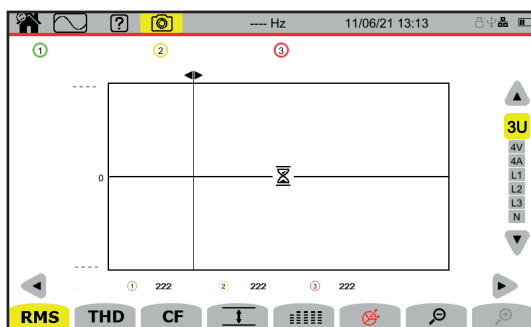 ? ---- Hz 11/06/21 13:13
1 2 3
----
3U
4V
4A
L1
L2
L3
N
0
----
1 222 2 222 3 222
RMS THD CF